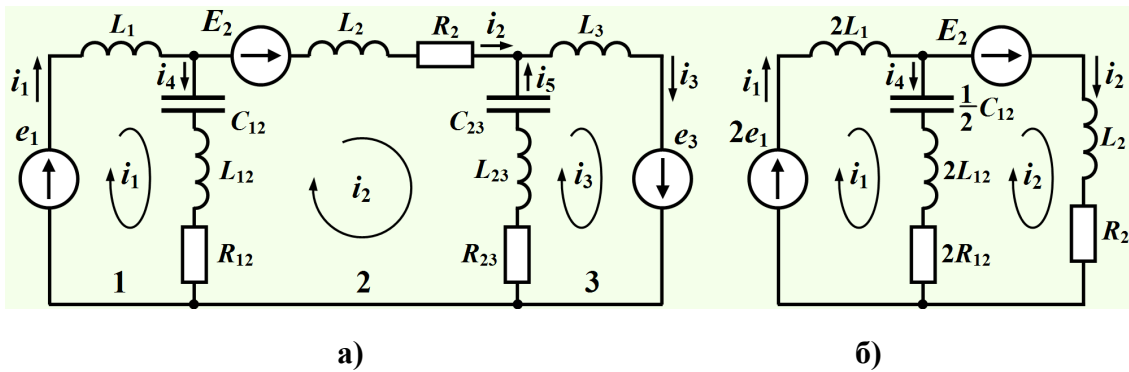 L1 E2 L2 R2 i2 L3 2L1 E2
i1 i4 i5 i3 i1 i4 i2
C12 C23 1/2 C12
e1 L12 L23 e3 2e1 2L12 L2
i1 i2 i3 i1 i2
R12 R23 2R12 R2
1 2 3
а) б)